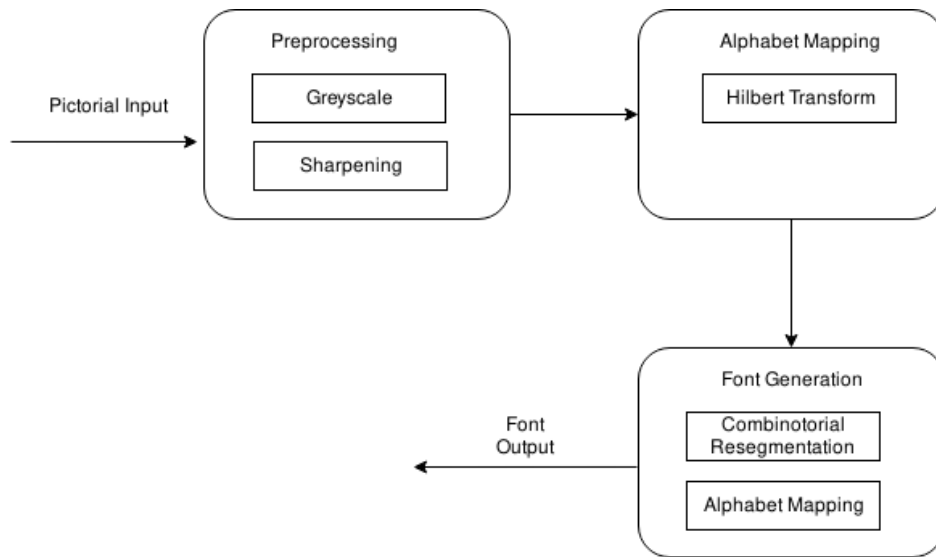 Pictorial Input
Preprocessing
Greyscale
Sharpening
Alphabet Mapping
Hilbert Transform
Font Generation
Combinotorial
Resegmentation
Alphabet Mapping
Font
Output